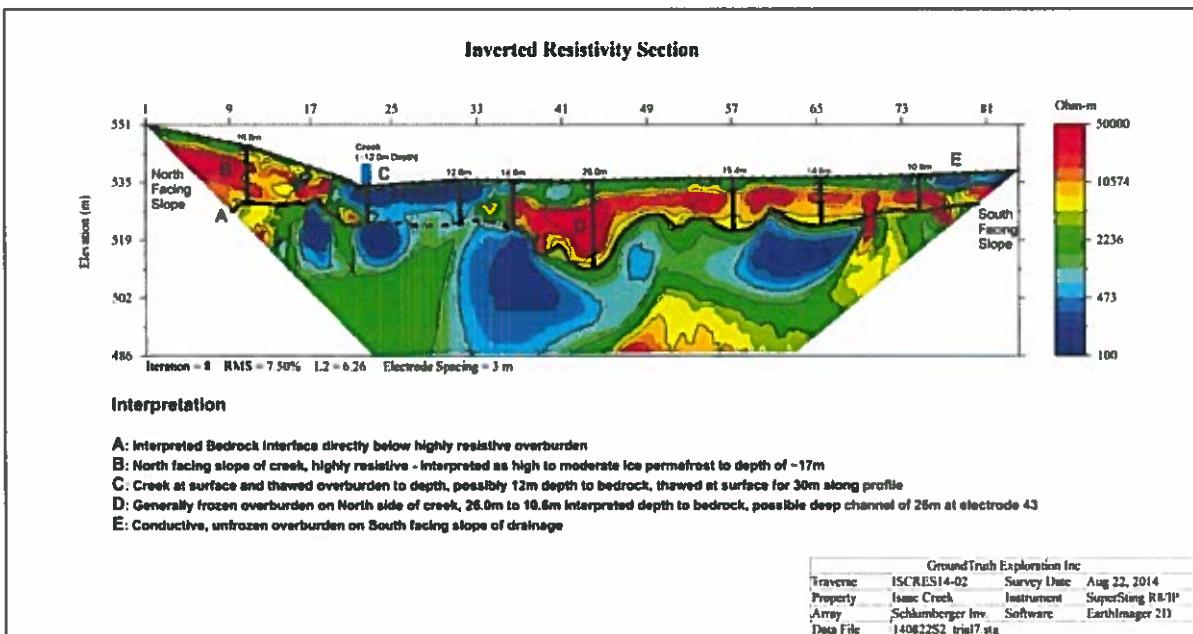 Inverted Resistivity Section
1 9 17 25 33 41 49 57 65 73 81
Ohm-m
551
535
519
502
486
Elevation (m)
50000
10574
2236
473
100
North
Facing
Slope
South
Facing
Slope
Creek
(~12.0m Depth)
A
B
C
D
E
12.0m
26.0m
Iteration = 8 RMS = 7.50% L2 = 6.26 Electrode Spacing = 3 m
Interpretation
A: Interpreted Bedrock Interface directly below highly resistive overburden
B: North facing slope of creek, highly resistive - interpreted as high to moderate ice permafrost to depth of ~17m
C: Creek at surface and thawed overburden to depth, possibly 12m depth to bedrock, thawed at surface for 30m along profile
D: Generally frozen overburden on North side of creek, 26.0m to 10.8m interpreted depth to bedrock, possible deep channel of 26m at electrode 43
E: Conductive, unfrozen overburden on South facing slope of drainage
GroundTruth Exploration Inc
Traverse ISCRES14-02 Survey Date Aug 22, 2014
Property Isaac Creek Instrument SuperSting R8/IP
Array Schlumberger Inv. Software EarthImager 2D
Data File 140822S2_trial7.stg